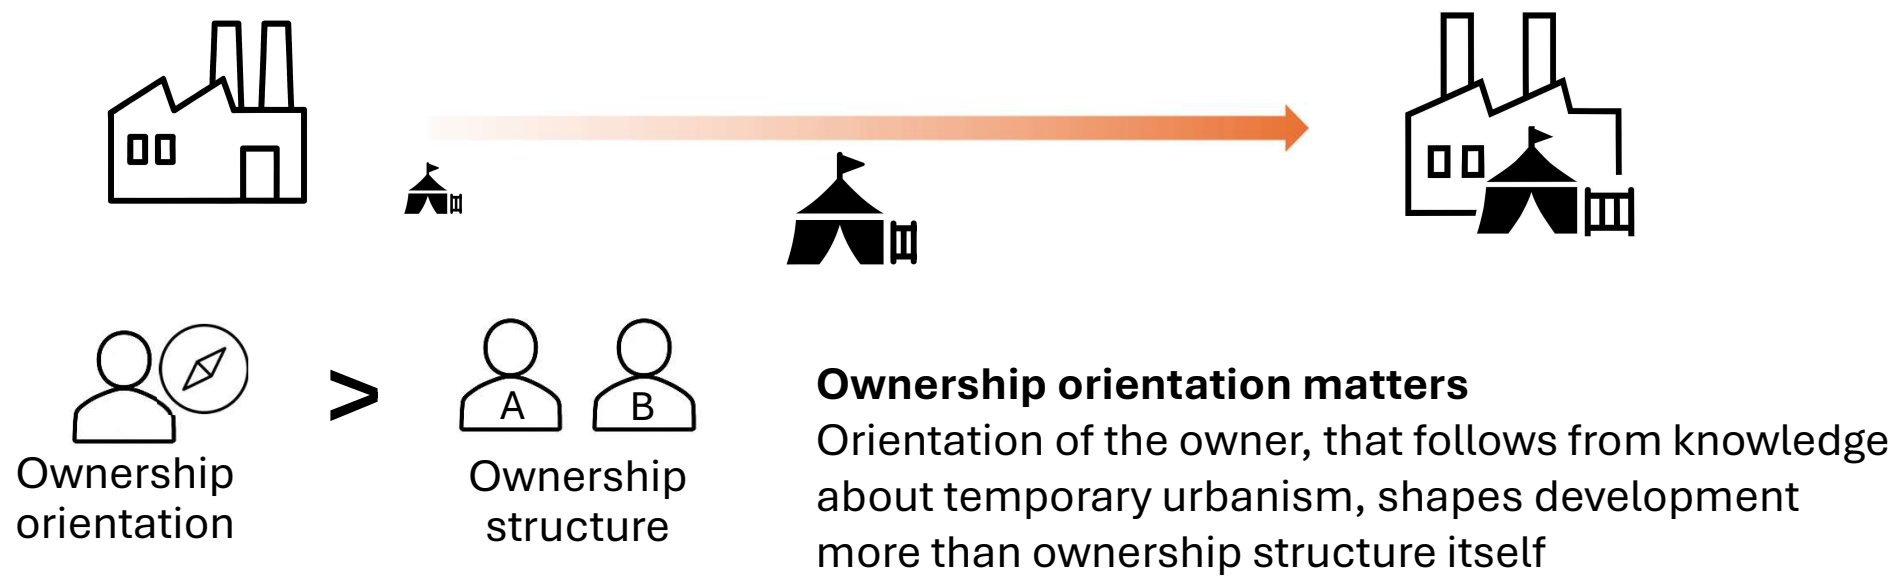 Ownership
orientation
>
A
B
Ownership
structure
Ownership orientation matters
Orientation of the owner, that follows from knowledge
about temporary urbanism, shapes development
more than ownership structure itself